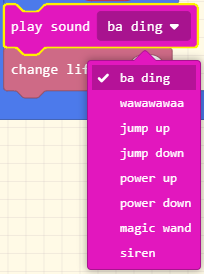 play sound ba ding
change lif
ba ding
wawawawaa
jump up
jump down
power up
power down
magic wand
siren